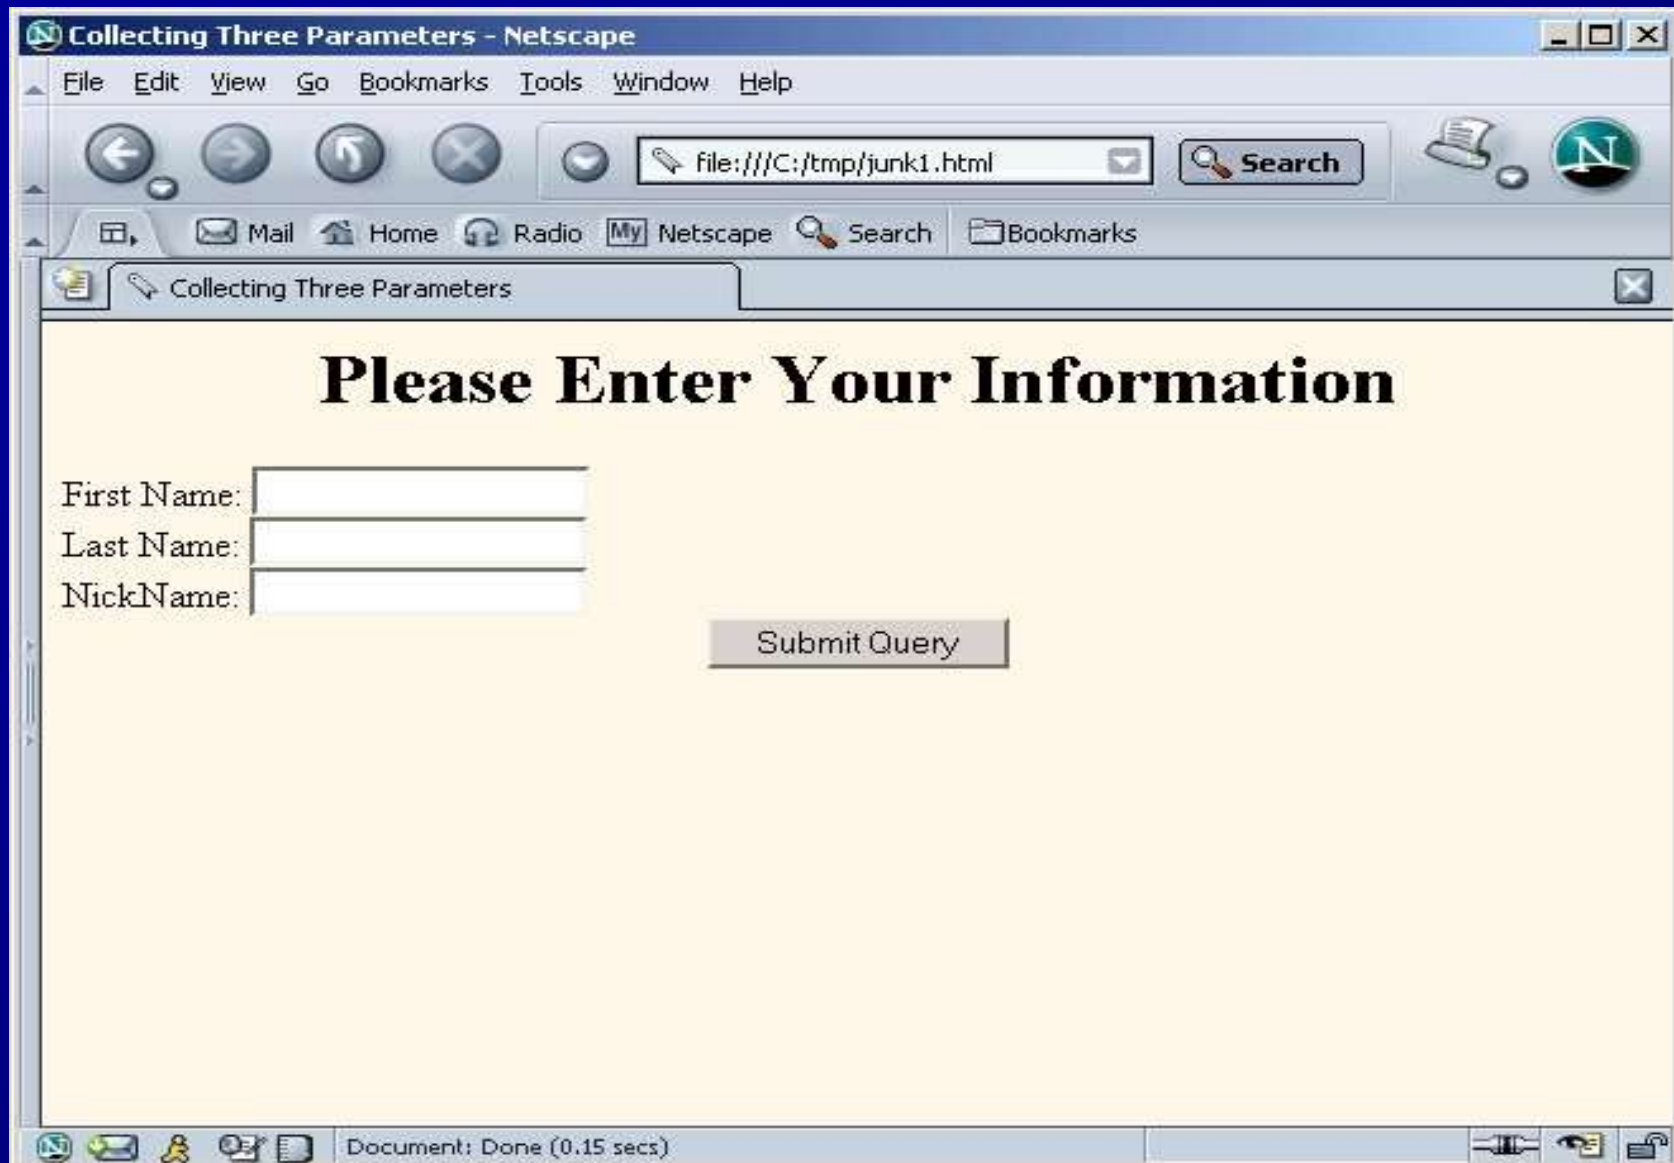 Collecting Three Parameters - Netscape
File Edit View Go Bookmarks Tools Window Help
file:///C:/tmp/junk1.html Search N
Mail Home Radio My Netscape Search Bookmarks
Collecting Three Parameters
Please Enter Your Information
First Name:
Last Name:
NickName:
Submit Query
Document: Done (0.15 secs)